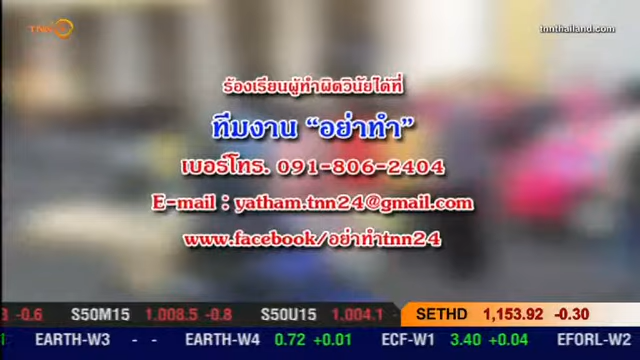 TNN24
tnnthailand.com
ร้องเรียนผู้ทำผิดวินัยได้ที่
ทีมงาน “อย่าทำ”
เบอร์โทร. 091-806-2404
E-mail : yatham.tnn24@gmail.com
www.facebook/อย่าทำtnn24
-0.6 S50M15 1,008.5 -0.8 S50U15 1,004.1 SETHD 1,153.92 -0.30
EARTH-W3 - - EARTH-W4 0.72 +0.01 ECF-W1 3.40 +0.04 EFORL-W2